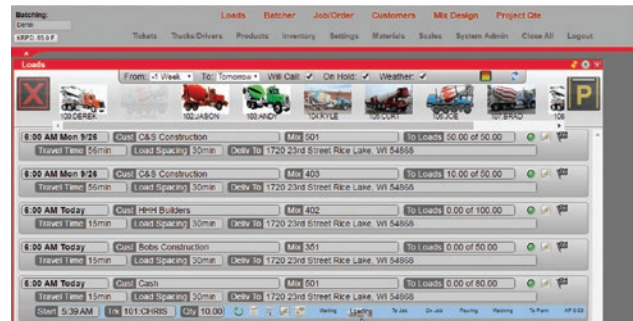 Batching:
Derek
KRPD: 55.0 F
Loads Batcher Job/Order Customers Mix Design Project Qte
Tickets Trucks/Drivers Products Inventory Settings Materials Scales System Admin Close All Logout
Loads
From: -1 Week To: Tomorrow Will Call: On Hold: Weather:
X P
100:DEREK 102:JASON 103:ANDY 104:KYLE 105:CURT 106:JOE 107:BRAD 108
6:00 AM Mon 9/26 Cust C&S Construction Mix 501 To Loads 50.00 of 50.00
Travel Time 56min Load Spacing 30min Deliv To 1720 23rd Street Rice Lake, WI 54868
6:00 AM Mon 9/26 Cust C&S Construction Mix 403 To Loads 10.00 of 50.00
Travel Time 56min Load Spacing 30min Deliv To 1720 23rd Street Rice Lake, WI 54868
6:00 AM Today Cust HHH Builders Mix 402 To Loads 0.00 of 100.00
Travel Time 15min Load Spacing 30min Deliv To 1720 23rd Street Rice Lake, WI 54868
6:00 AM Today Cust Bobs Construction Mix 351 To Loads 0.00 of 50.00
Travel Time 15min Load Spacing 30min Deliv To 1720 23rd Street Rice Lake, WI 54868
6:00 AM Today Cust Cash Mix 601 To Loads 0.00 of 80.00
Travel Time 15min Load Spacing 30min Deliv To 1720 23rd Street Rice Lake, WI 54868
Start 5:39 AM Trk 101:CHRIS Qty 10.00 Waiting Loading To Job On Job Pouring Washing To Plant